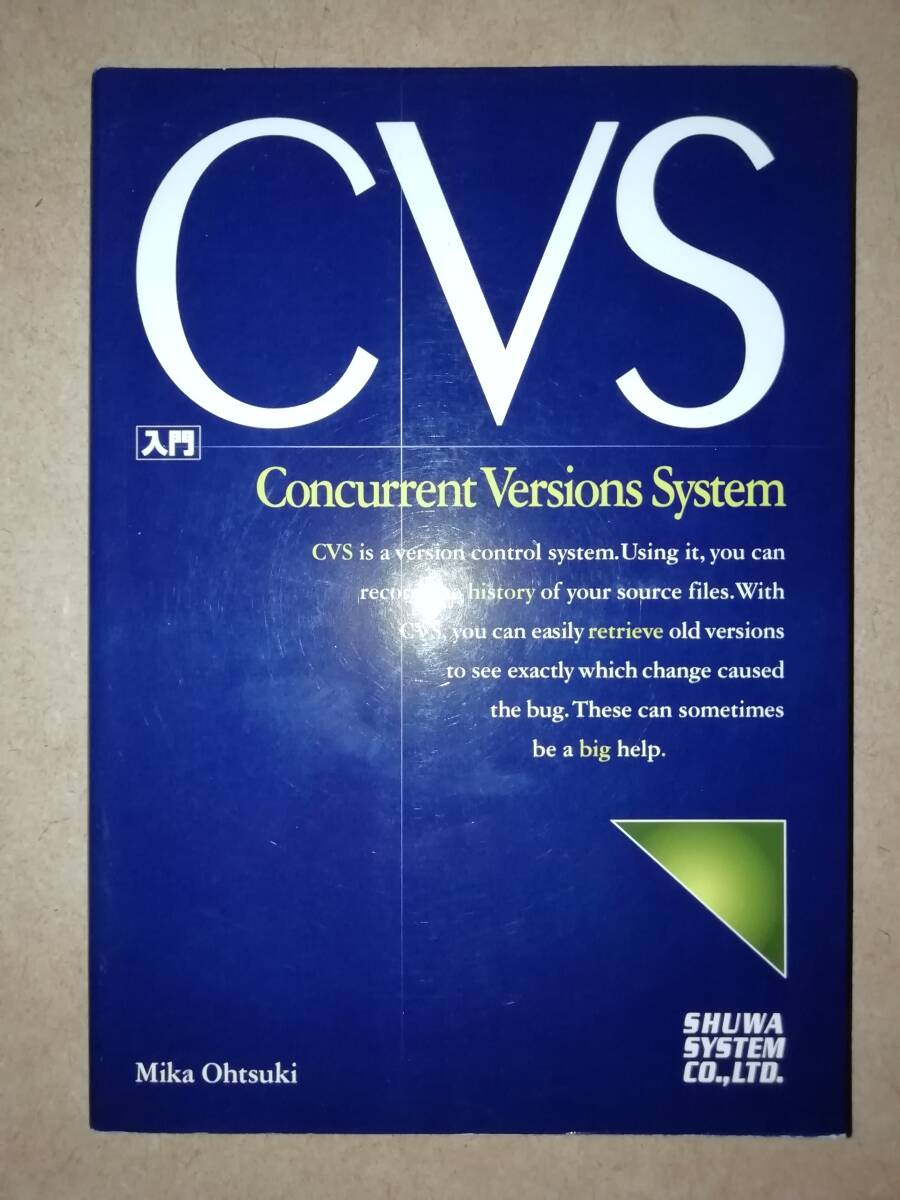 CVS
入門
Concurrent Versions System
CVS is a version control system.Using it, you can
history of your source files.With
CVS, you can easily retrieve old versions
to see exactly which change caused
the bug.These can sometimes
be a big help.
SHUWA
SYSTEM
CO.,LTD.
Mika Ohtsuki